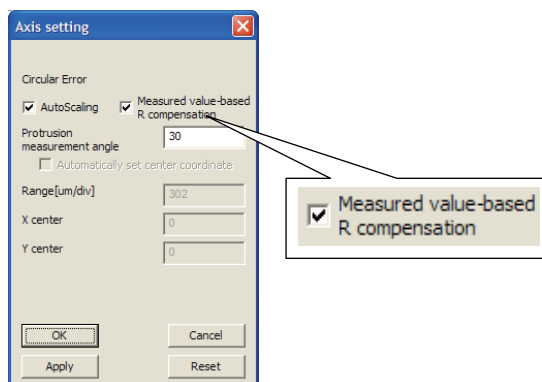 Axis setting
Circular Error
AutoScaling
Measured value-based
R compensation
Protrusion
measurement angle
30
Automatically set center coordinate
Range[um/div]
302
X center
0
Y center
0
OK
Cancel
Apply
Reset
Measured value-based
R compensation